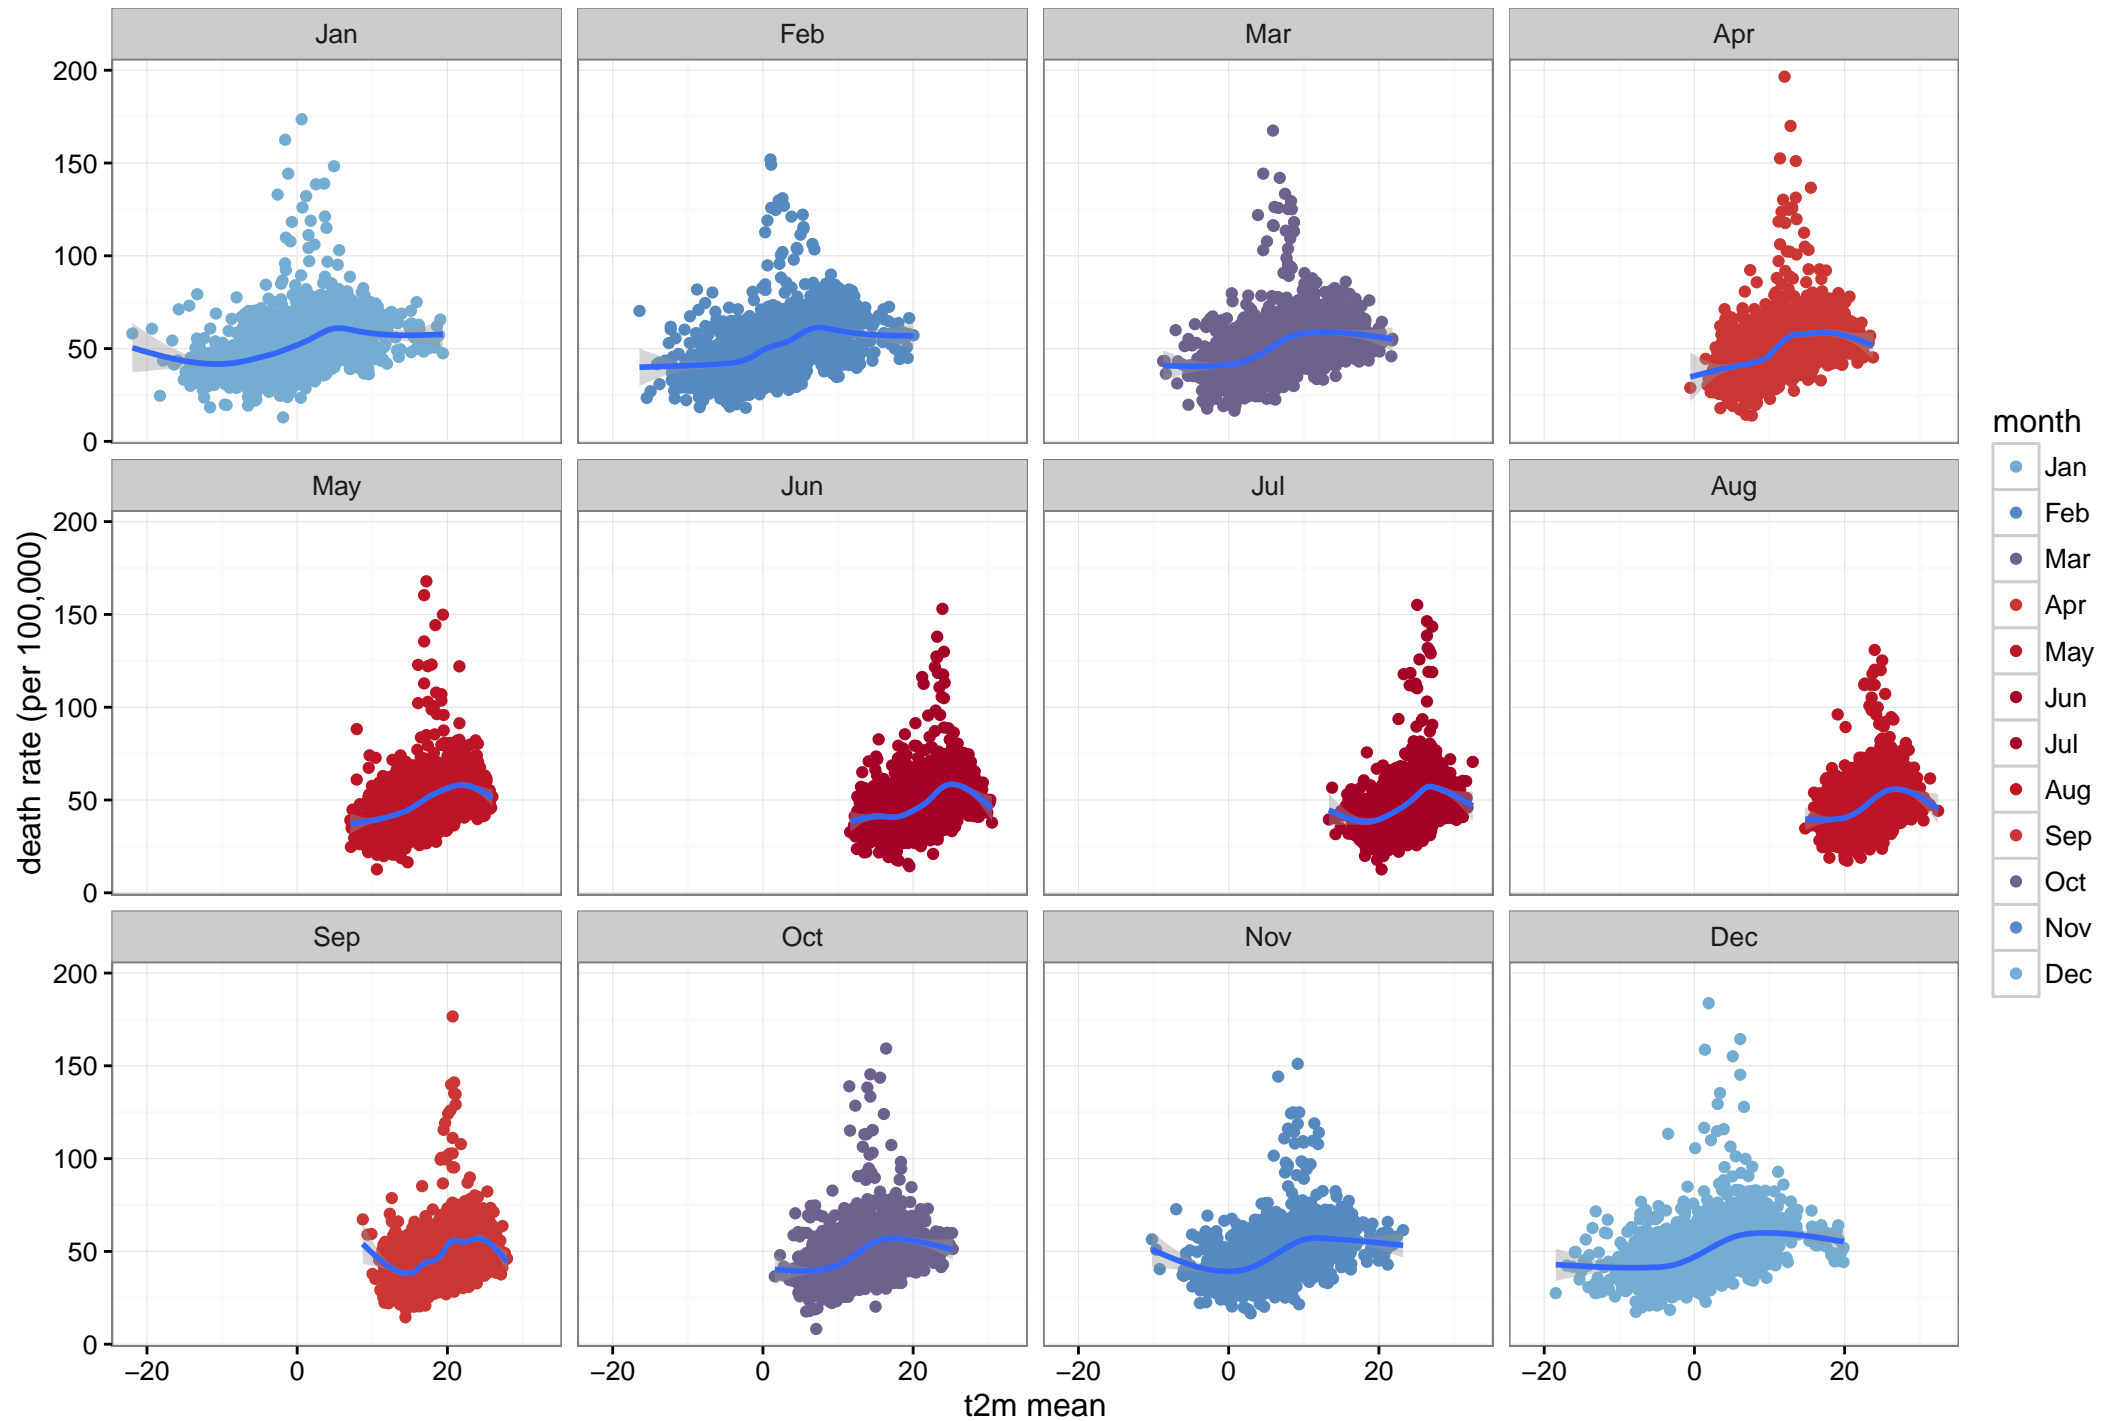 Jan Feb Mar Apr
200
150
100
50
0
May Jun Jul Aug
200
150
100
50
0
Sep Oct Nov Dec
200
150
100
50
0
−20 0 20 −20 0 20 −20 0 20 −20 0 20
t2m mean
death rate (per 100,000)
month
Jan
Feb
Mar
Apr
May
Jun
Jul
Aug
Sep
Oct
Nov
Dec